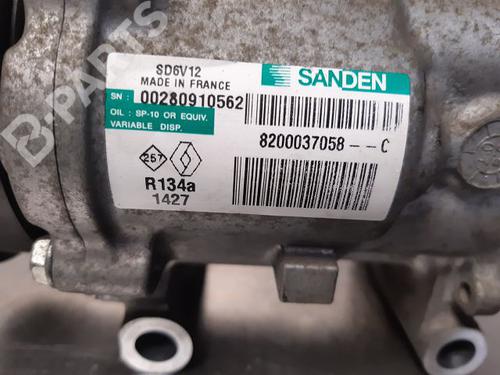 SD6V12
MADE IN FRANCE
SANDEN
SN : 00280910562
OIL : SP-10 OR EQUIV.
VARIABLE DISP.
8200037058--C
257
R134a
1427
B-PARTS